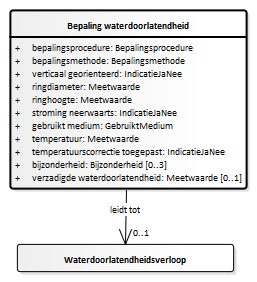 Bepaling waterdoorlatendheid
+ bepalingsprocedure: Bepalingsprocedure
+ bepalingsmethode: Bepalingsmethode
+ verticaal georienteerd: IndicatieJaNee
+ ringdiameter: Meetwaarde
+ ringhoogte: Meetwaarde
+ stroming neerwaarts: IndicatieJaNee
+ gebruikt medium: GebruiktMedium
+ temperatuur: Meetwaarde
+ temperatuurscorrectie toegepast: IndicatieJaNee
+ bijzonderheid: Bijzonderheid [0..3]
+ verzadigde waterdoorlatendheid: Meetwaarde [0..1]
leidt tot
0..1
Waterdoorlatendheidsverloop